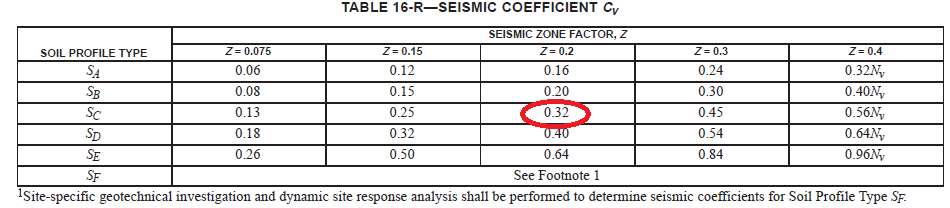 TABLE 16-R—SEISMIC COEFFICIENT Cv
SEISMIC ZONE FACTOR, Z
SOIL PROFILE TYPE Z = 0.075 Z = 0.15 Z = 0.2 Z = 0.3 Z = 0.4
SA 0.06 0.12 0.16 0.24 0.32Nv
SB 0.08 0.15 0.20 0.30 0.40Nv
SC 0.13 0.25 0.32 0.45 0.56Nv
SD 0.18 0.32 0.40 0.54 0.64Nv
SE 0.26 0.50 0.64 0.84 0.96Nv
SF See Footnote 1
1Site-specific geotechnical investigation and dynamic site response analysis shall be performed to determine seismic coefficients for Soil Profile Type SF.